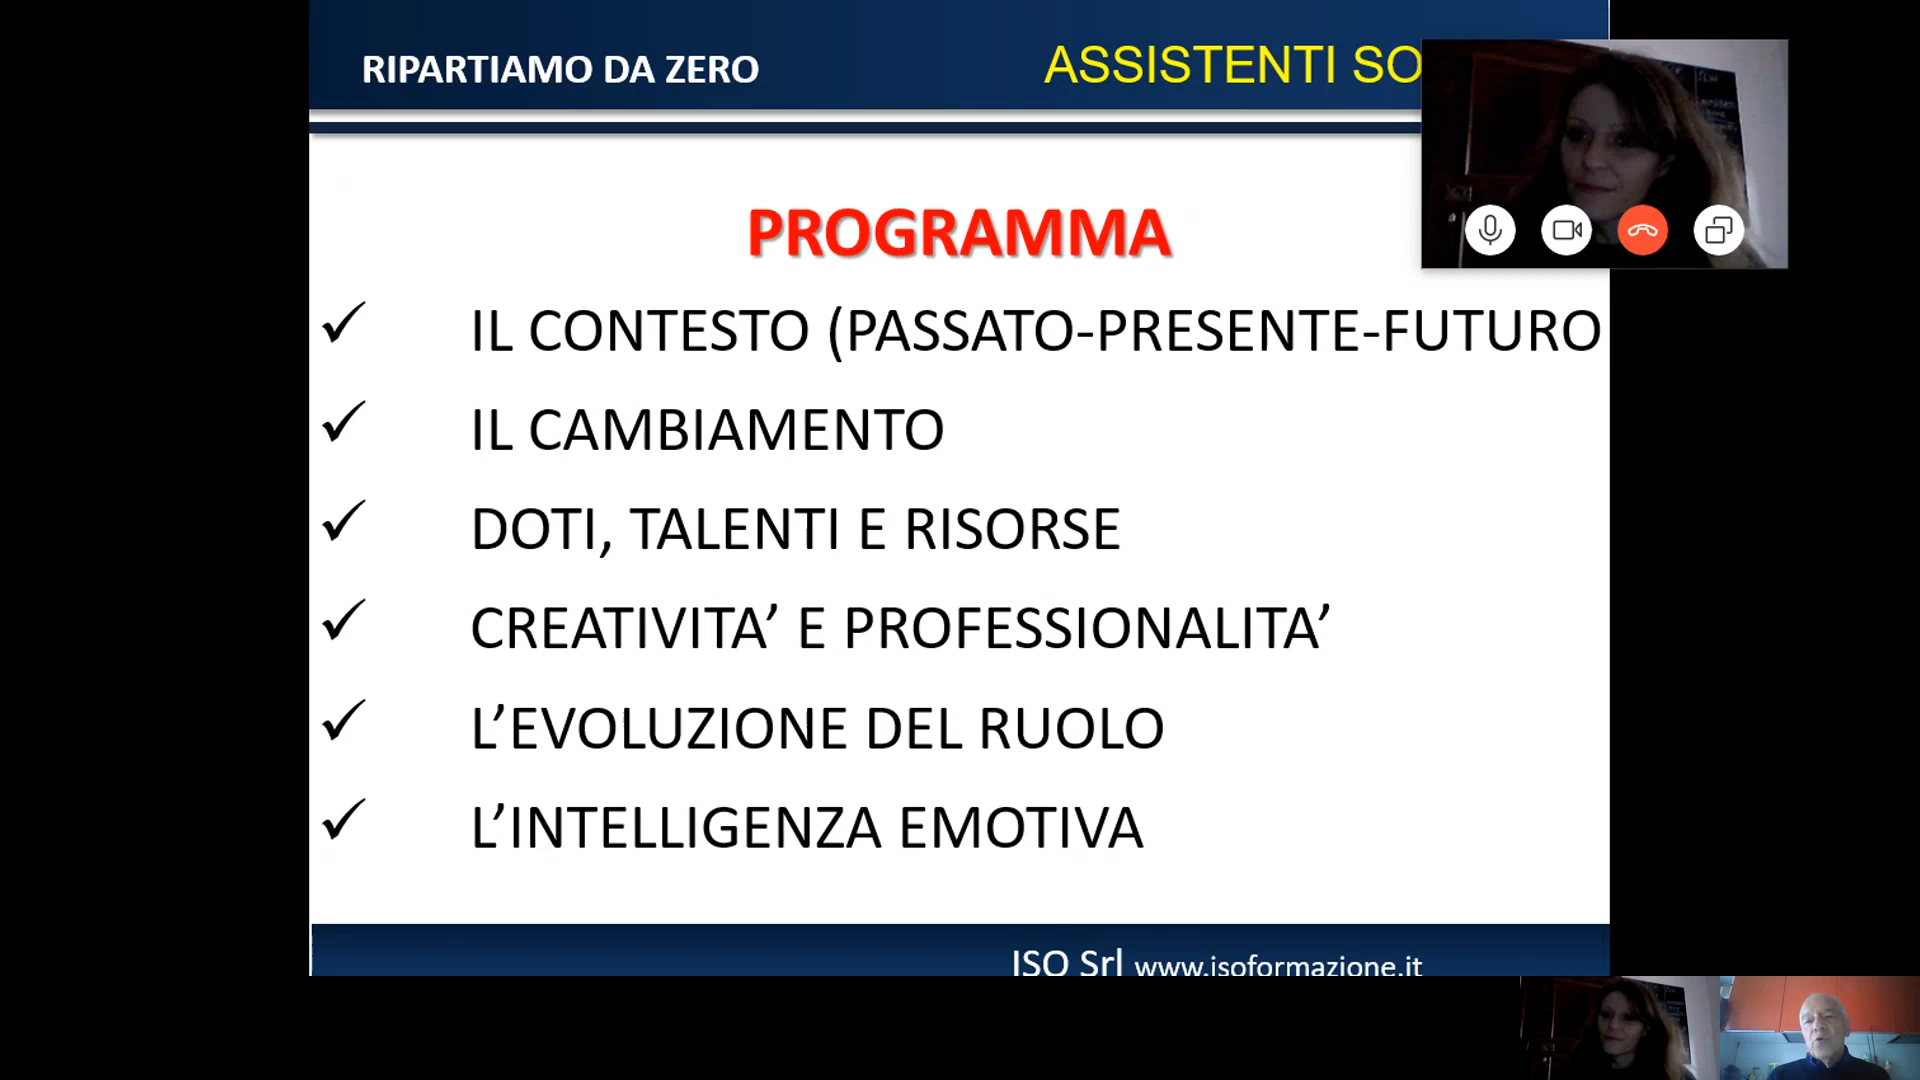 RIPARTIAMO DA ZERO
ASSISTENTI SO
PROGRAMMA
✓ IL CONTESTO (PASSATO-PRESENTE-FUTURO
✓ IL CAMBIAMENTO
✓ DOTI, TALENTI E RISORSE
✓ CREATIVITA’ E PROFESSIONALITA’
✓ L’EVOLUZIONE DEL RUOLO
✓ L’INTELLIGENZA EMOTIVA
ISO Srl www.isoformazione.it